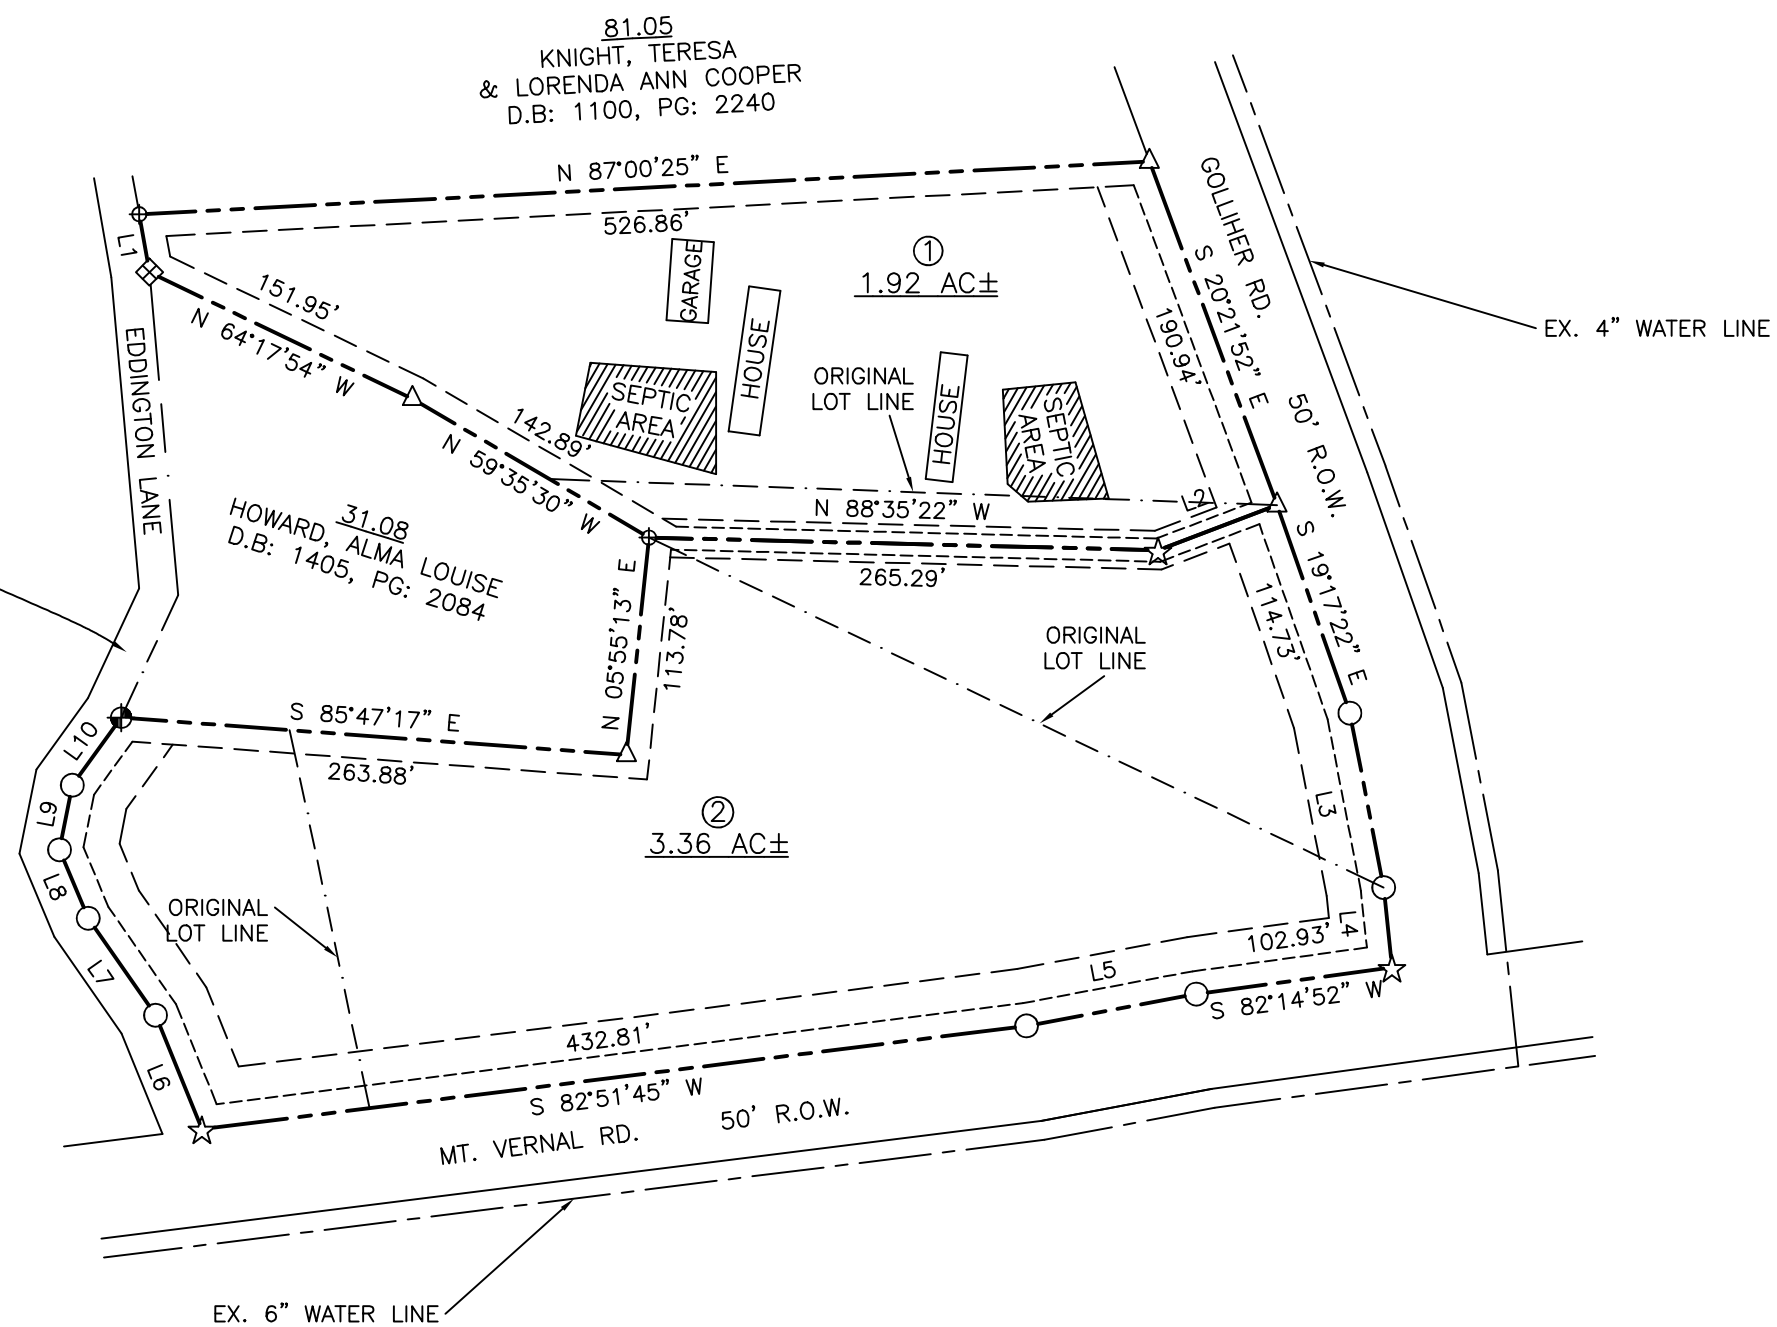 81.05
KNIGHT, TERESA
& LORENDA ANN COOPER
D.B: 1100, PG: 2240
N 87°00'25" E
526.86'
L1
151.95'
N 64°17'54" W
GARAGE
HOUSE
1
1.92 AC±
GOLLIHER RD.
S 20°21'52" E
190.94'
EX. 4" WATER LINE
EDDINGTON LANE
SEPTIC
AREA
142.89'
N 59°35'30" W
ORIGINAL
LOT LINE
HOUSE
SEPTIC
AREA
50' R.O.W.
N 88°35'22" W
L2
265.29'
31.08
HOWARD, ALMA LOUISE
D.B: 1405, PG: 2084
N 05°55'13" E
113.78'
S 19°17'22" E
114.73'
ORIGINAL
LOT LINE
S 85°47'17" E
263.88'
L10
L9
L8
L7
L6
2
3.36 AC±
L3
L4
ORIGINAL
LOT LINE
102.93'
S 82°14'52" W
L5
432.81'
S 82°51'45" W
MT. VERNAL RD.
50' R.O.W.
EX. 6" WATER LINE